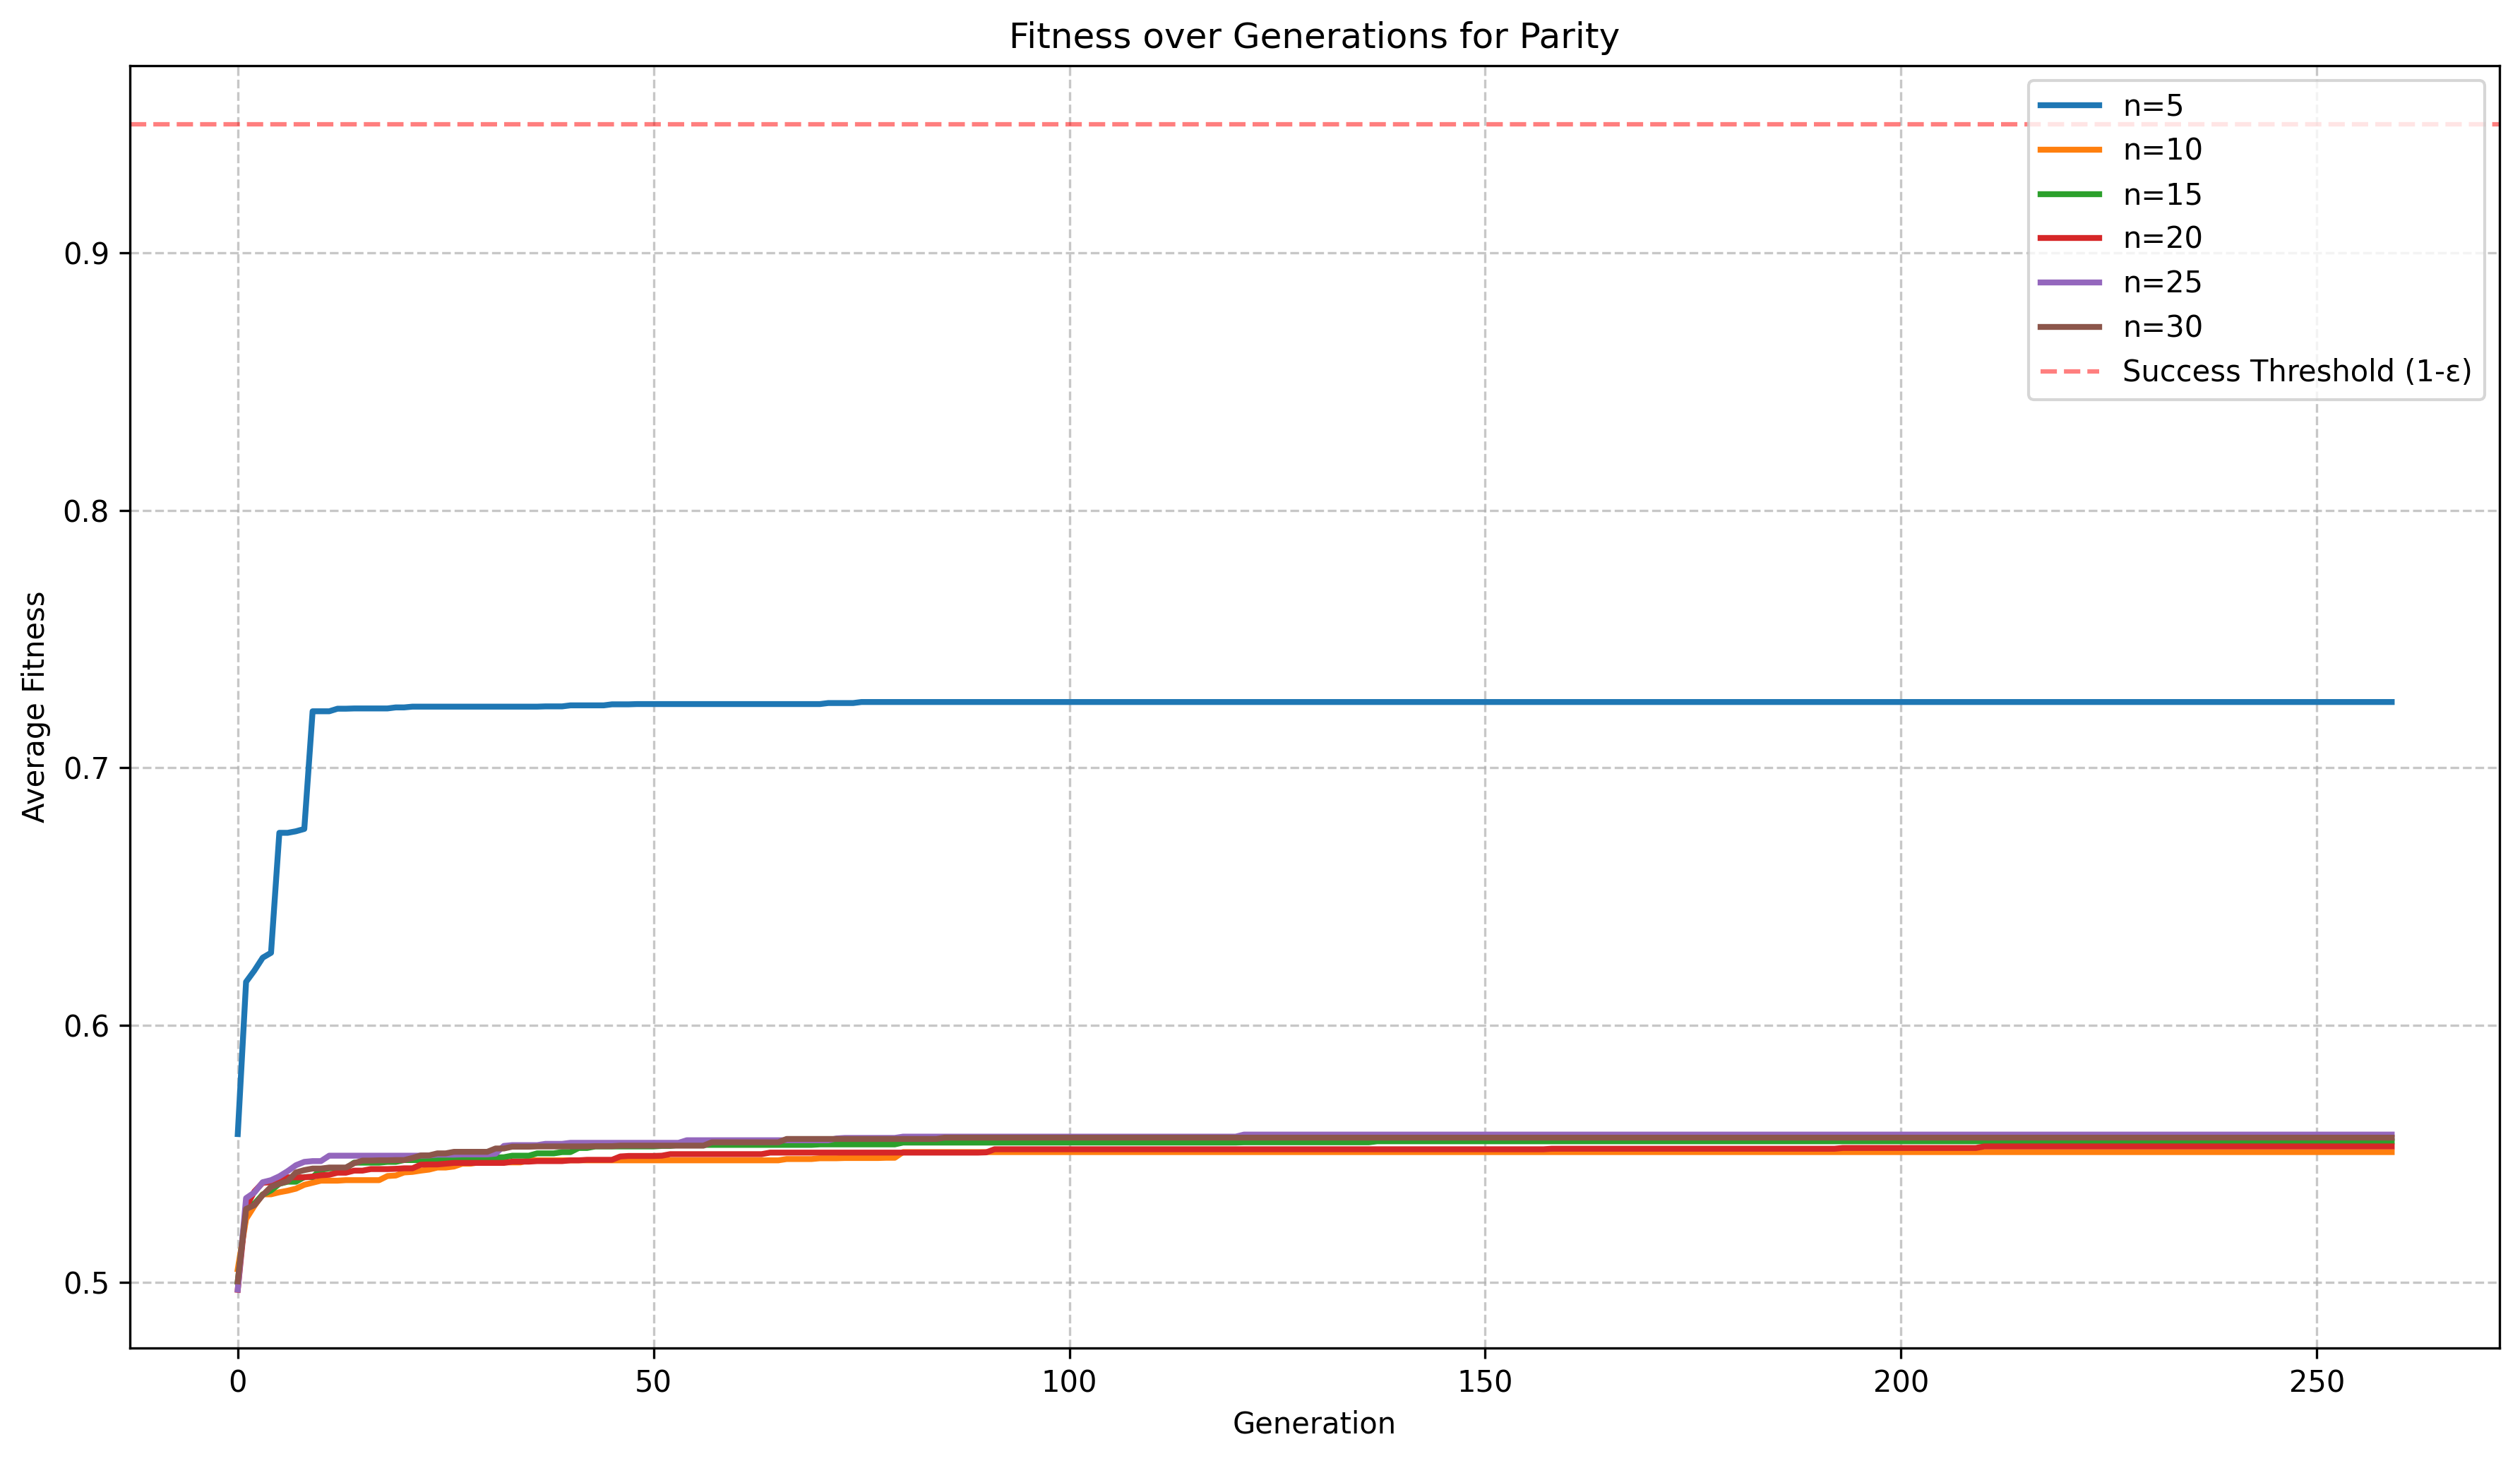 Fitness over Generations for Parity
n=5
n=10
n=15
n=20
n=25
n=30
Success Threshold (1-ε)
0.9
0.8
0.7
0.6
0.5
Average Fitness
0 50 100 150 200 250
Generation